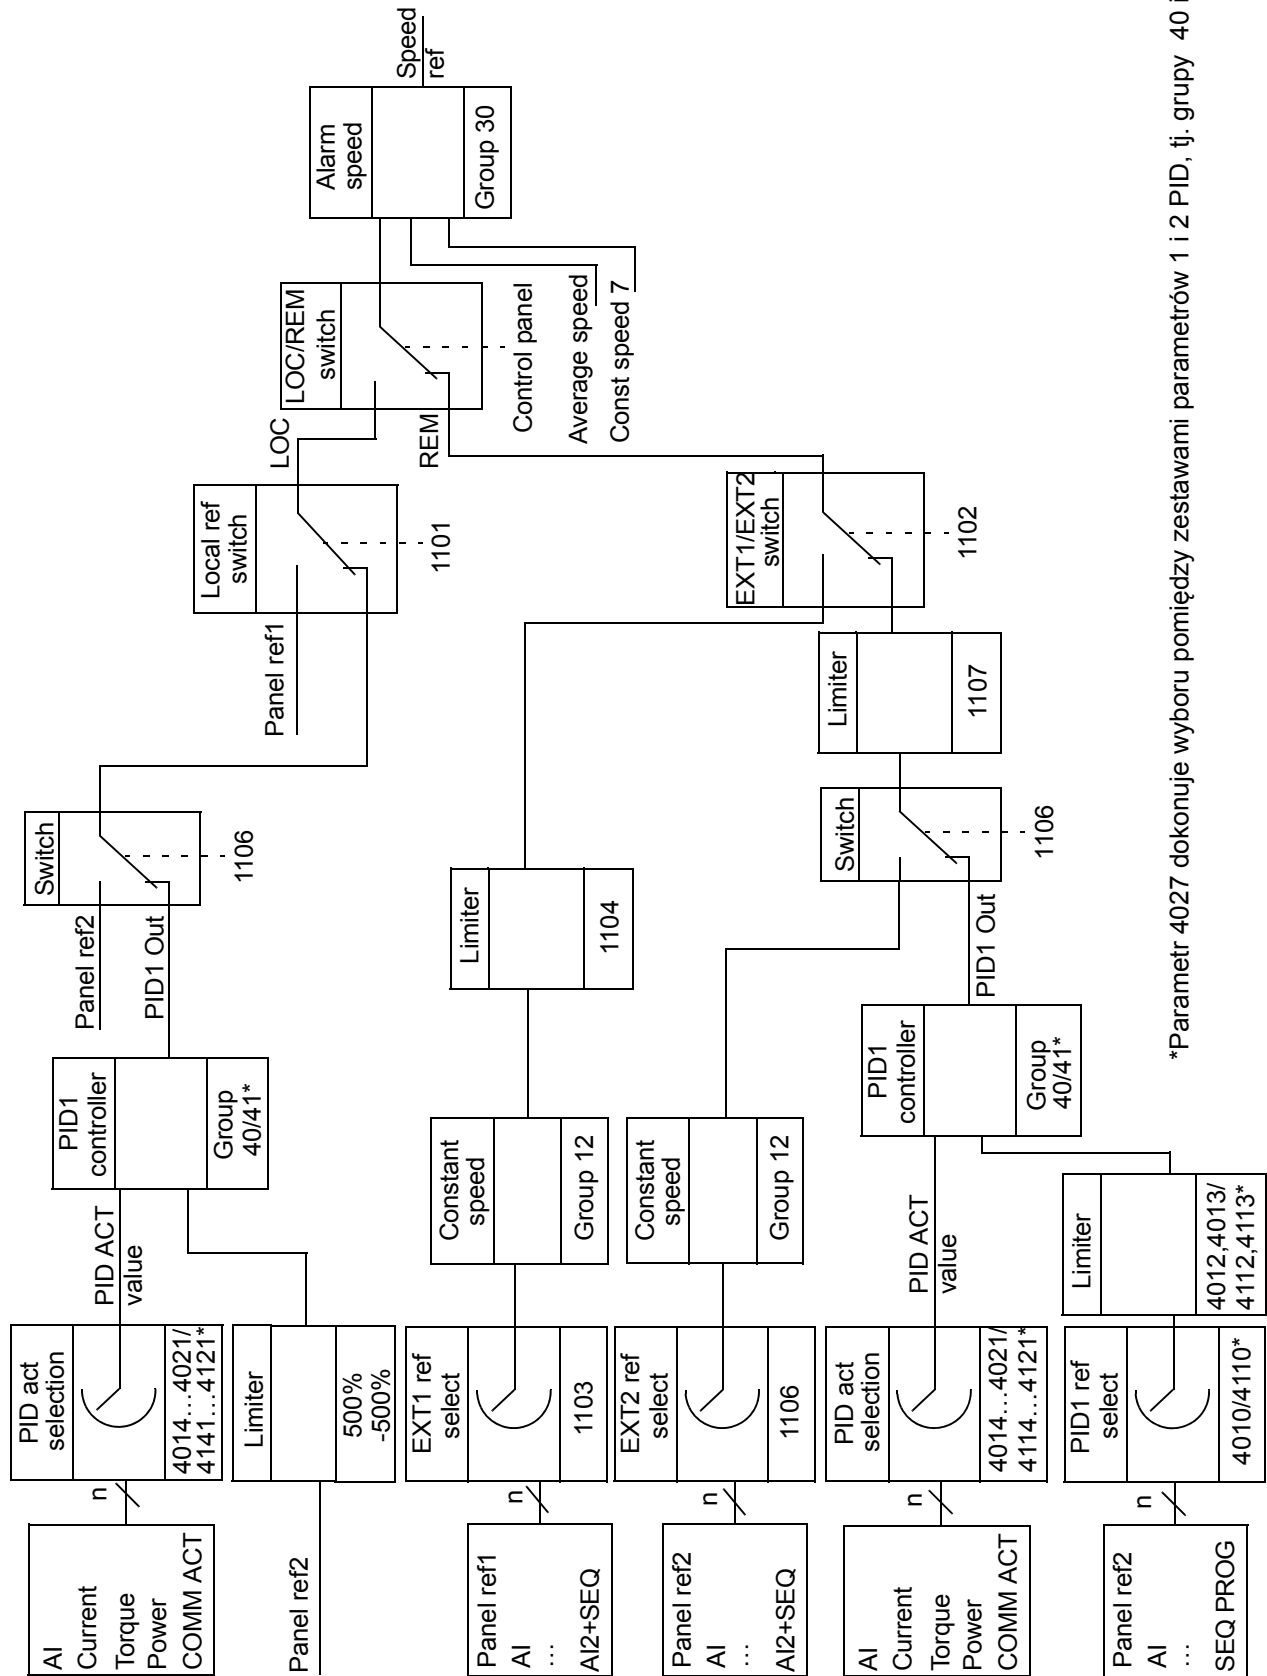 AI
Current
Torque
Power
COMM ACT
n
PID act
selection
4014…4021/
4141…4121*
PID ACT
value
PID1
controller
Group
40/41*
Panel ref2
PID1 Out
Switch
1106
Panel ref2
Limiter
500%
-500%
Panel ref1
Local ref
switch
1101
LOC
REM
LOC/REM
switch
Control panel
Average speed
Const speed 7
Alarm
speed
Group 30
Speed
ref
Panel ref1
AI
…
AI2+SEQ
n
EXT1 ref
select
1103
Constant
speed
Group 12
Limiter
1104
EXT1/EXT2
switch
1102
Panel ref2
AI
…
AI2+SEQ
n
EXT2 ref
select
1106
Constant
speed
Group 12
Switch
1106
Limiter
1107
AI
Current
Torque
Power
COMM ACT
n
PID act
selection
4014…4021/
4114…4121*
PID ACT
value
PID1
controller
Group
40/41*
PID1 Out
Panel ref2
AI
…
SEQ PROG
n
PID1 ref
select
4010/4110*
Limiter
4012,4013/
4112,4113*
*Parametr 4027 dokonuje wyboru pomiędzy zestawami parametrów 1 i 2 PID, tj. grupy 40 i